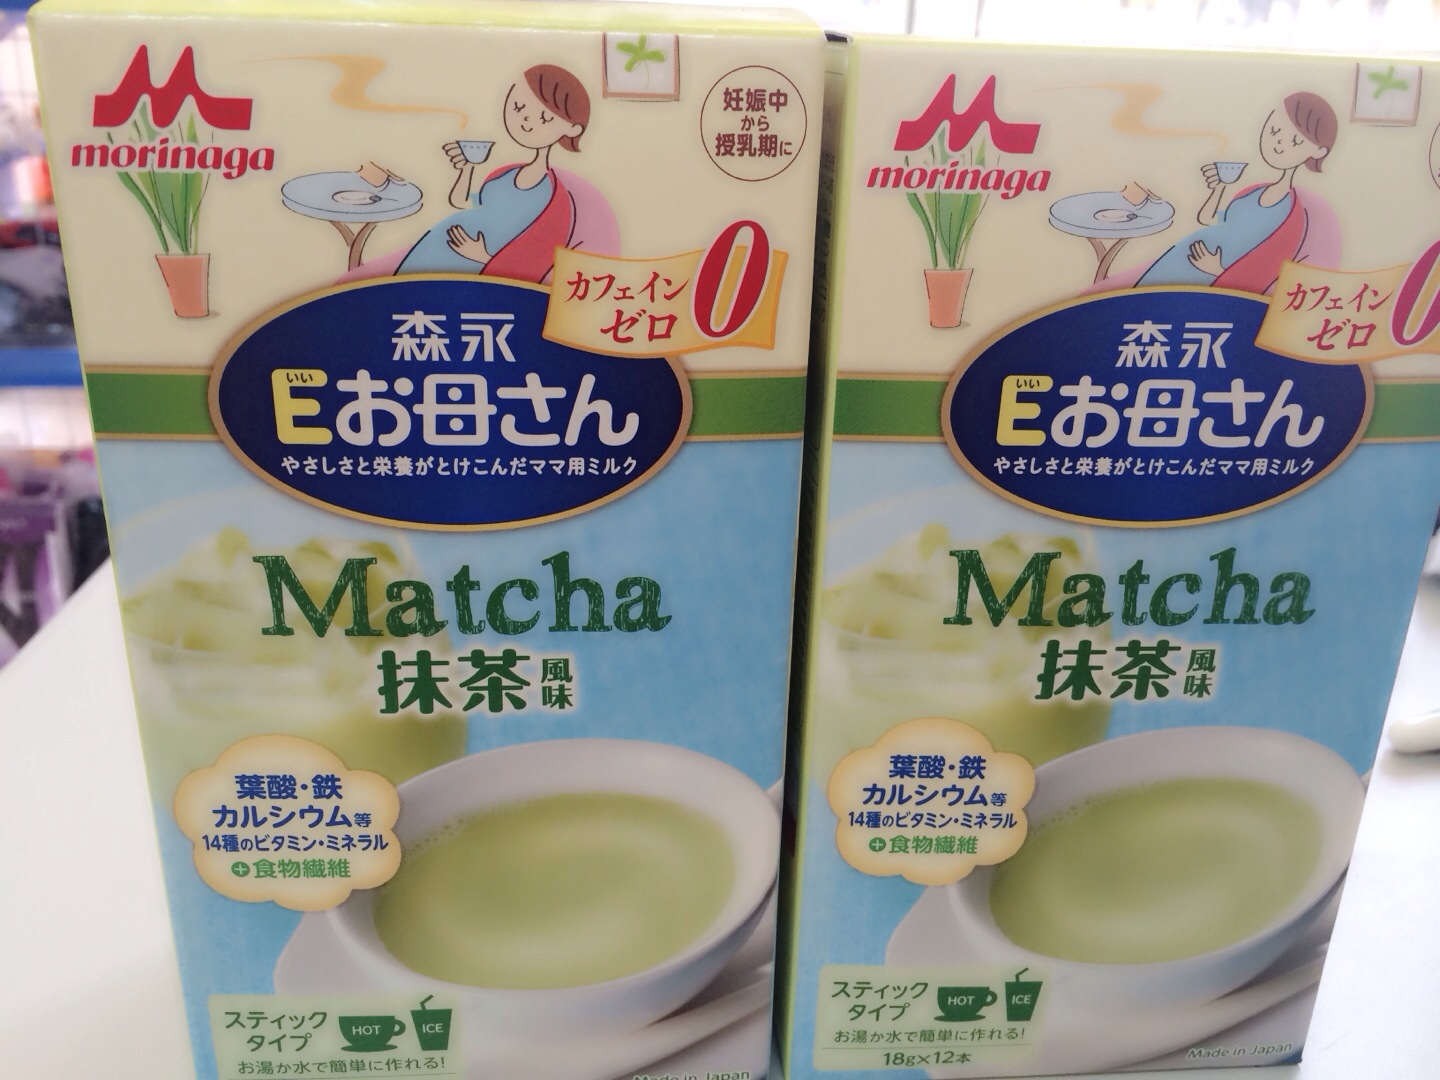 morinaga
妊娠中
から
授乳期に
カフェイン
ゼロ 0
森永
いい
Eお母さん
やさしさと栄養がとけこんだママ用ミルク
Matcha
抹茶風味
葉酸・鉄
カルシウム等
14種のビタミン・ミネラル
+食物繊維
スティック
タイプ
HOT
ICE
お湯か水で簡単に作れる!
Made in Japan
morinaga
カフェイン
ゼロ 0
森永
いい
Eお母さん
やさしさと栄養がとけこんだママ用ミルク
Matcha
抹茶風味
葉酸・鉄
カルシウム等
14種のビタミン・ミネラル
+食物繊維
スティック
タイプ
HOT
ICE
お湯か水で簡単に作れる!
18g×12本
Made in Japan